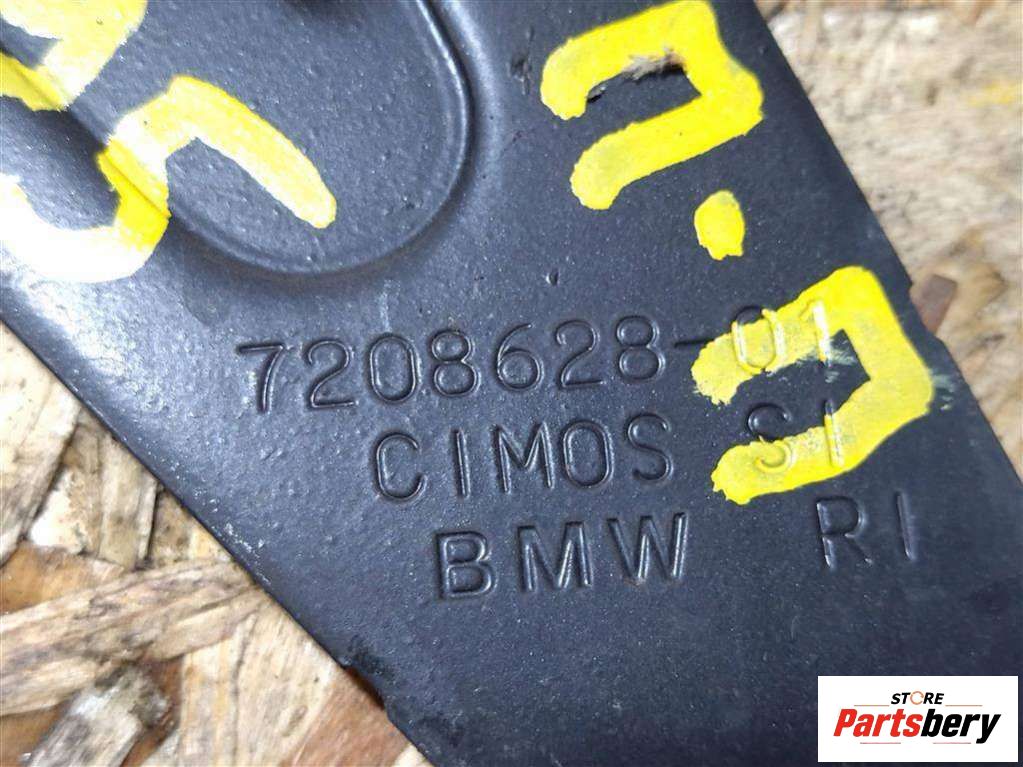 7208628-01
CIMOS SI
BMW RI
STORE
Partsbery